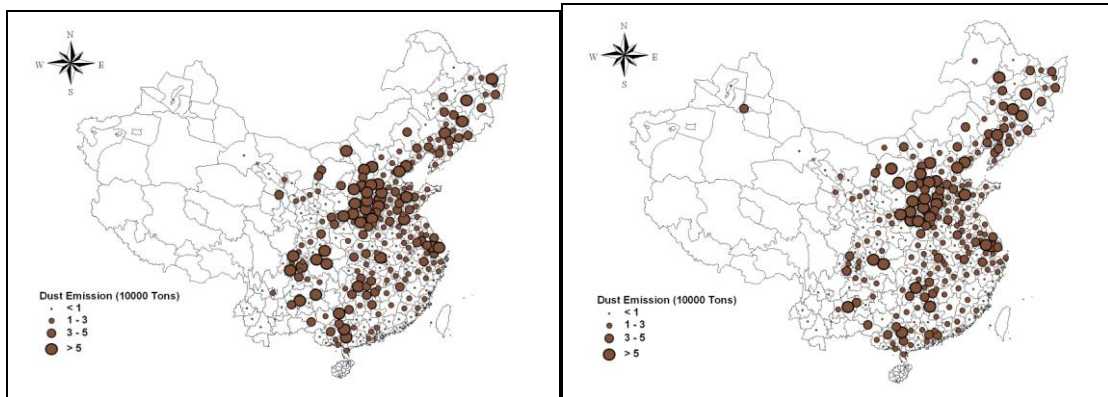 N
W E
S
Dust Emission (10000 Tons)
< 1
1 - 3
3 - 5
> 5
N
W E
S
Dust Emission (10000 Tons)
< 1
1 - 3
3 - 5
> 5